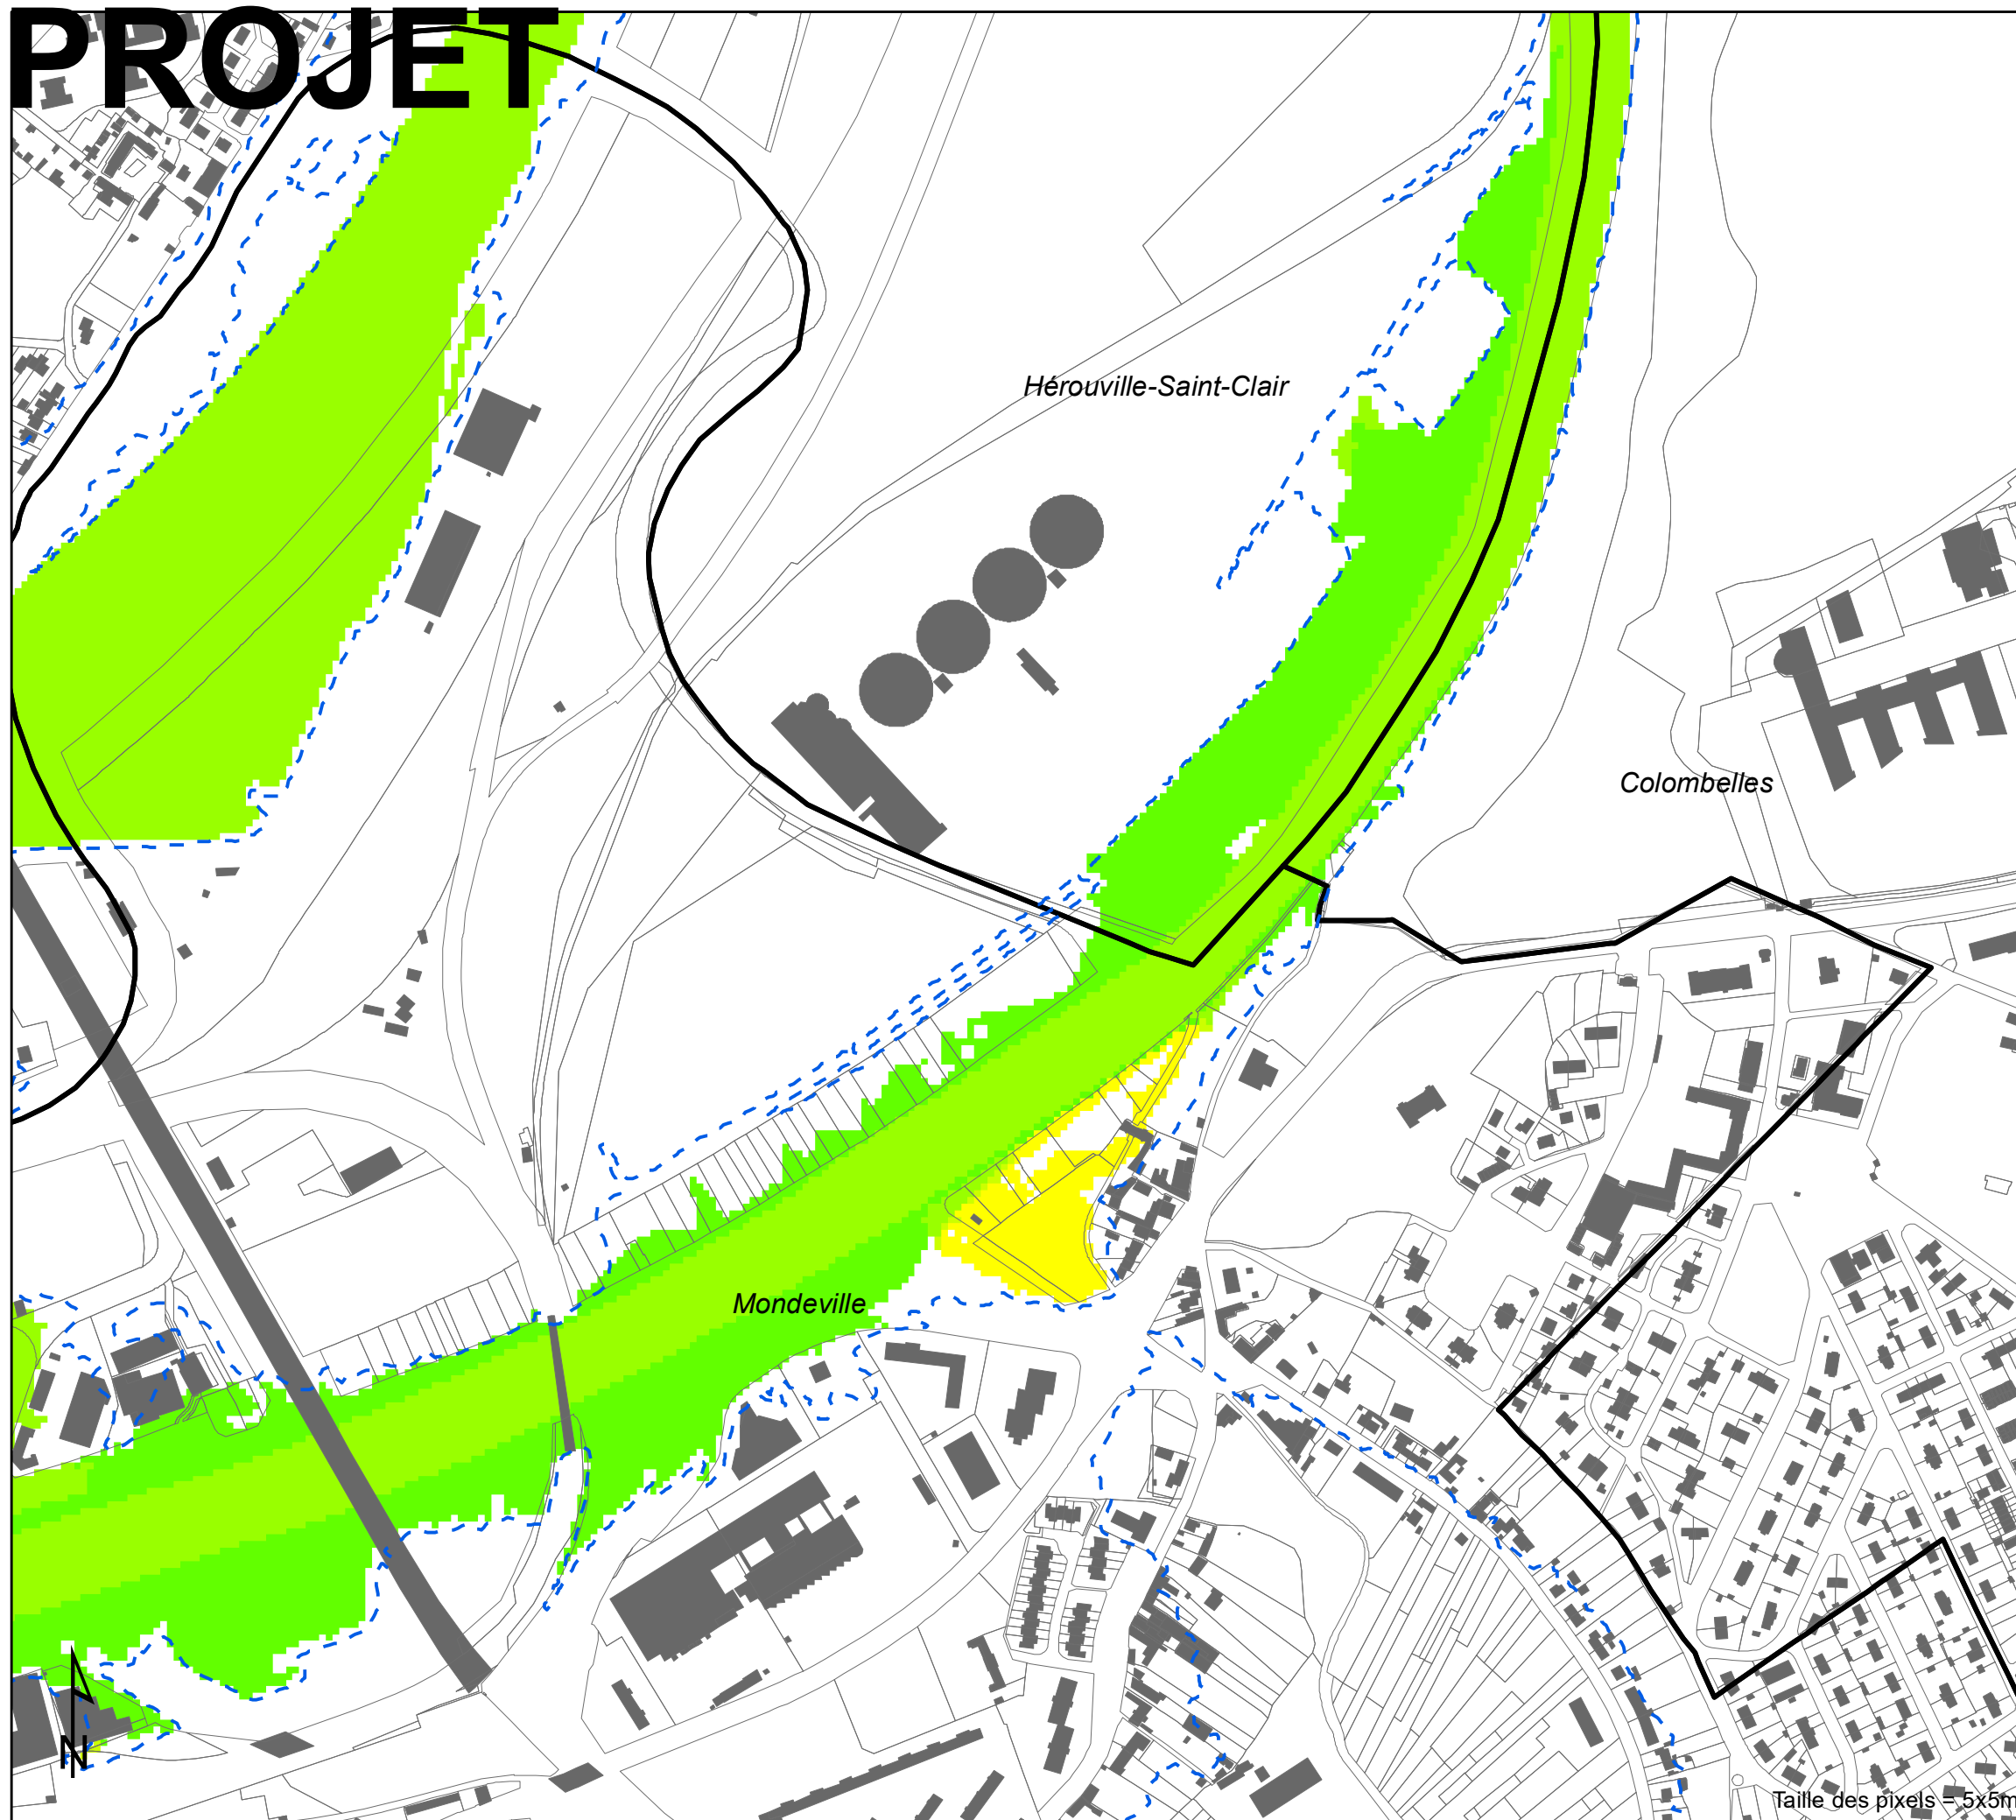 PROJET
Hérouville-Saint-Clair
Colombelles
Mondeville
N
Taille des pixels = 5x5m